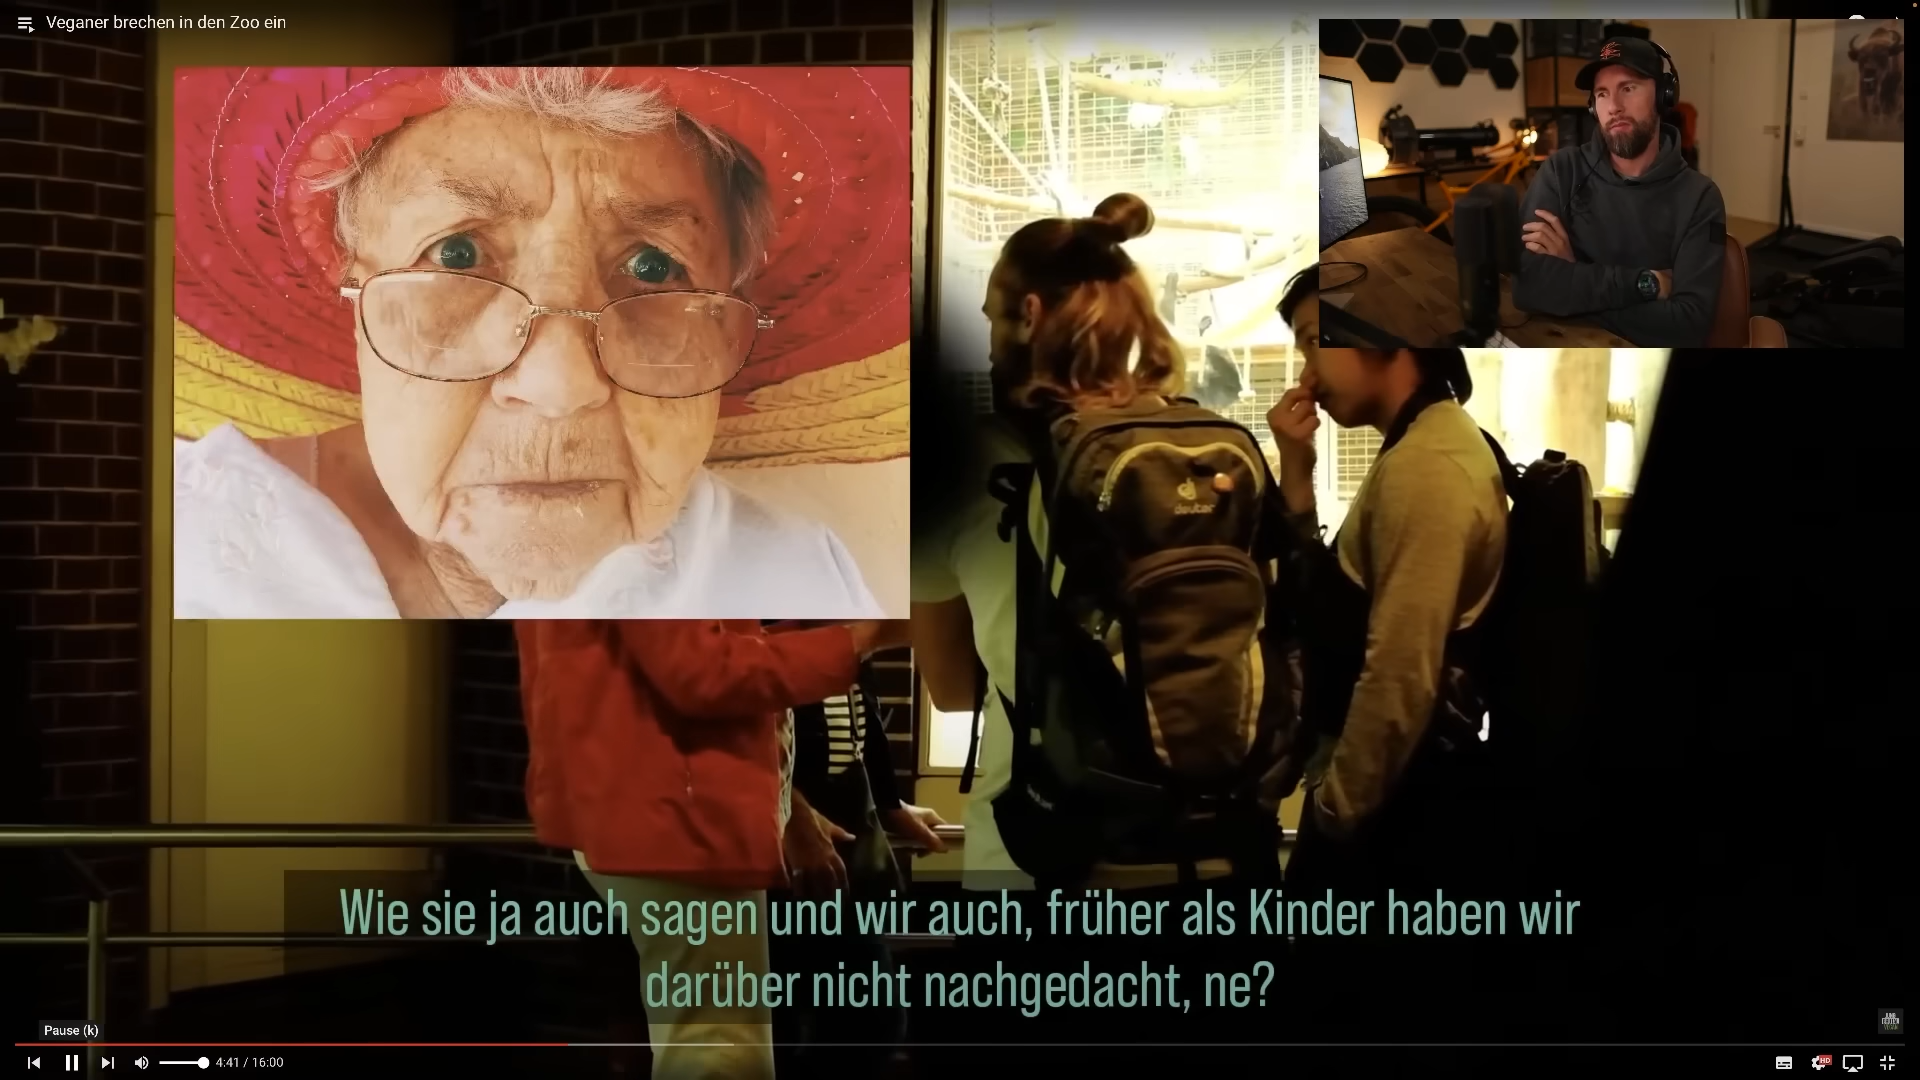 Veganer brechen in den Zoo ein
deuter
Wie sie ja auch sagen und wir auch, früher als Kinder haben wir
darüber nicht nachgedacht, ne?
Pause (k)
4:41 / 16:00
HD